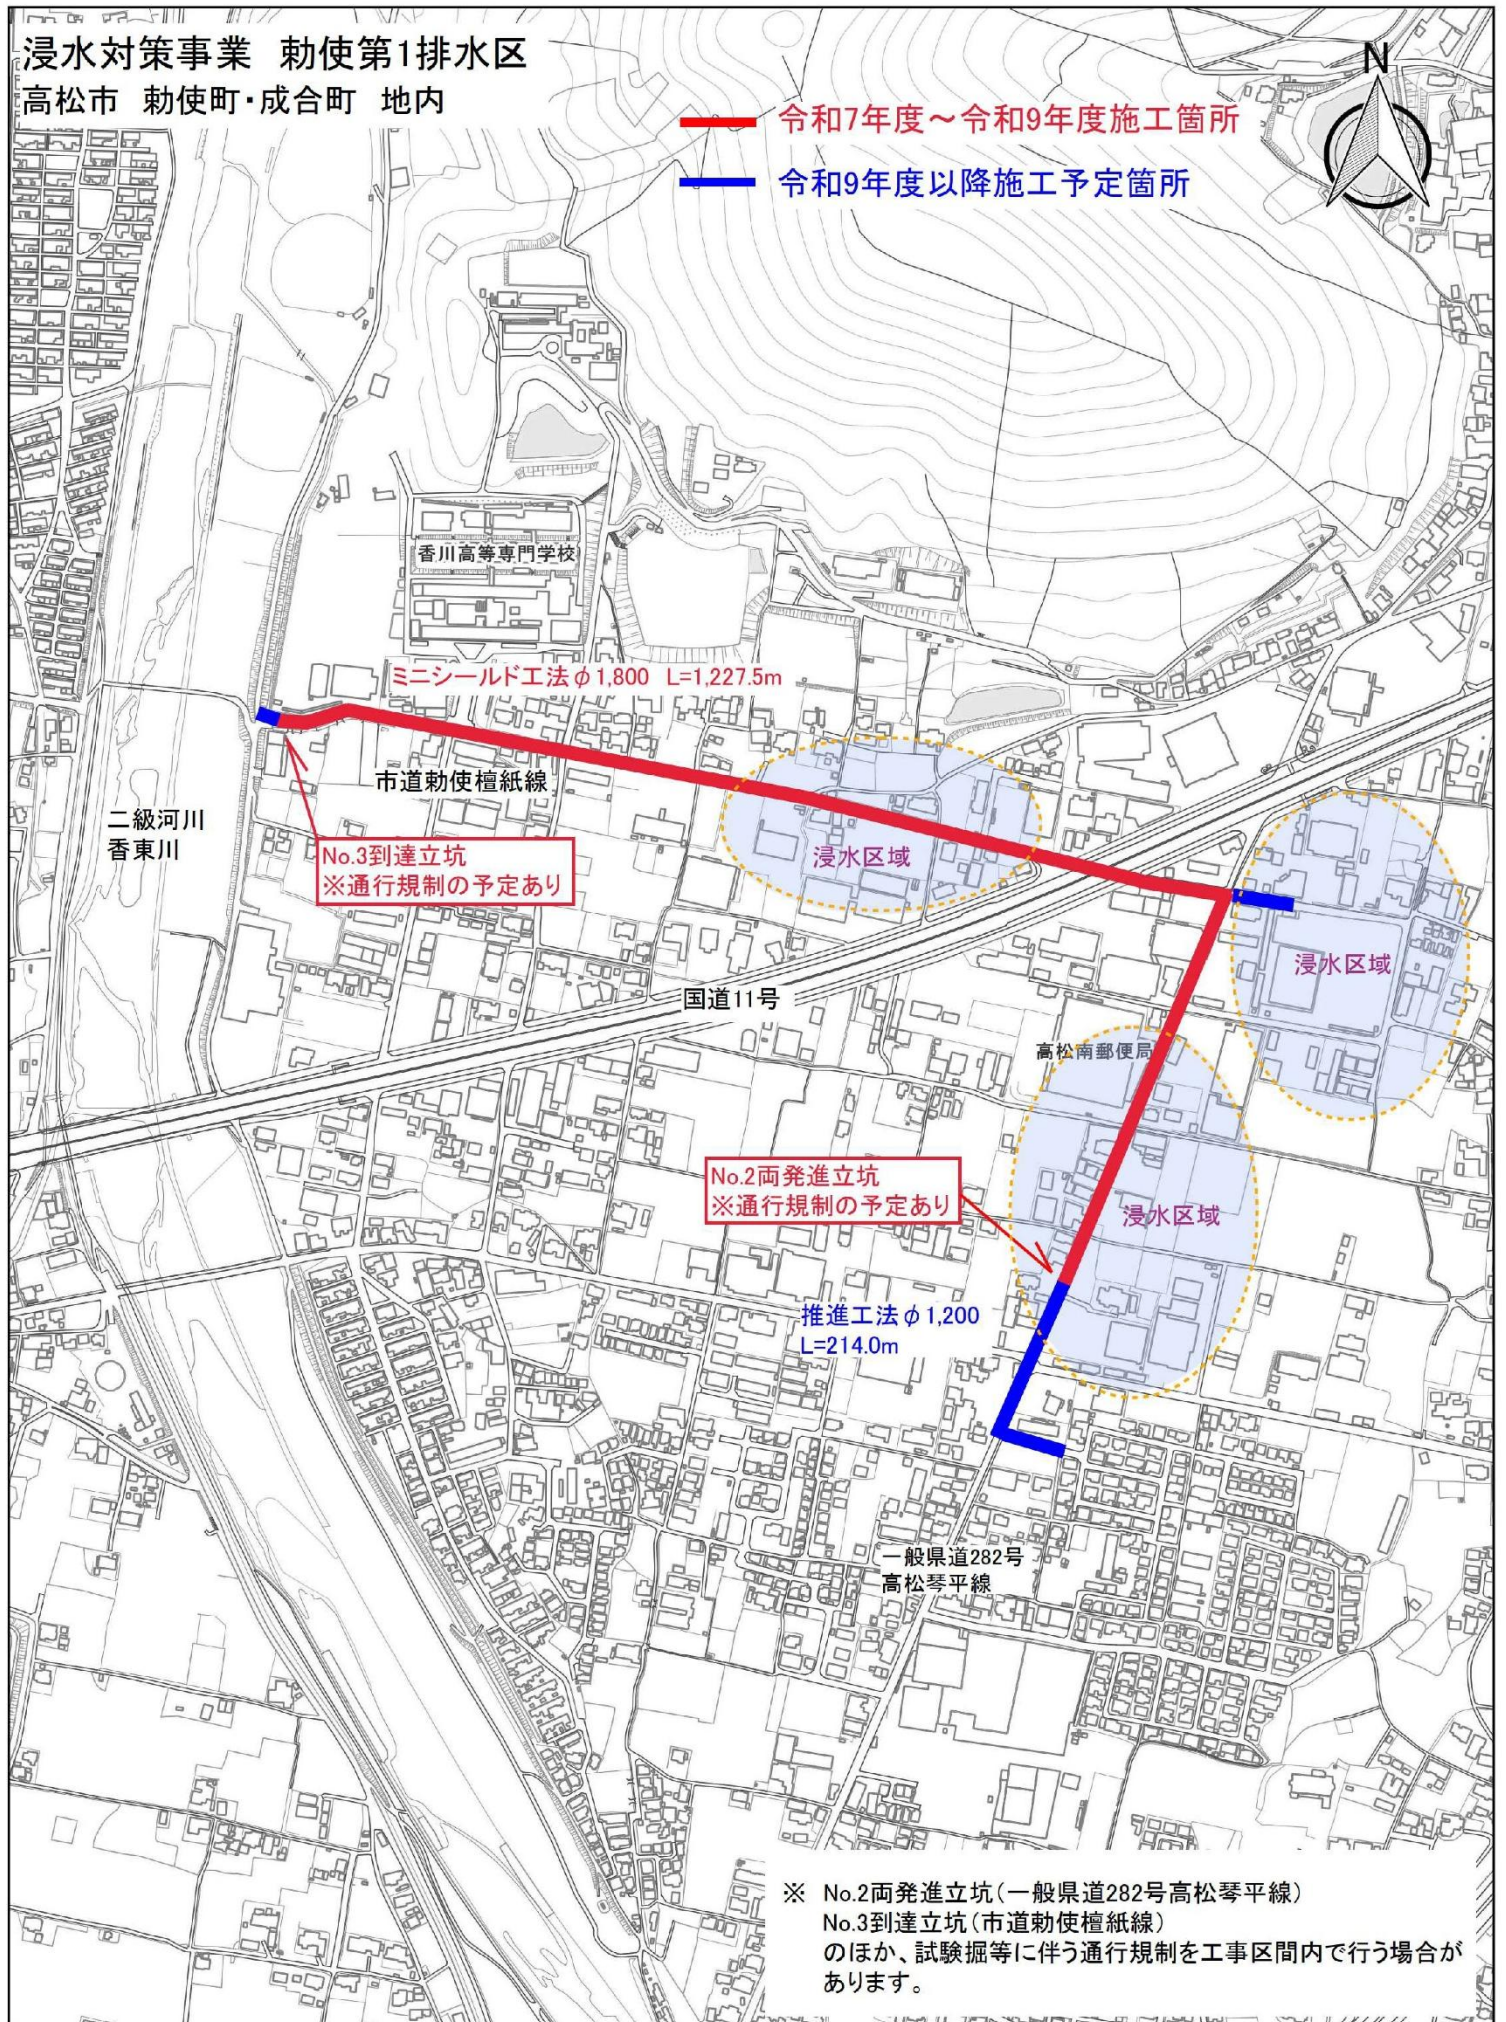 浸水対策事業 勅使第1排水区
高松市 勅使町・成合町 地内
N
令和7年度～令和9年度施工箇所
令和9年度以降施工予定箇所
香川高等専門学校
ミニシールド工法φ1,800 L=1,227.5m
市道勅使檀紙線
二級河川
香東川
No.3到達立坑
※通行規制の予定あり
浸水区域
浸水区域
国道11号
高松南郵便局
No.2両発進立坑
※通行規制の予定あり
浸水区域
推進工法φ1,200
L=214.0m
一般県道282号
高松琴平線
※ No.2両発進立坑(一般県道282号高松琴平線)
No.3到達立坑(市道勅使檀紙線)
のほか、試験掘等に伴う通行規制を工事区間内で行う場合が
あります。